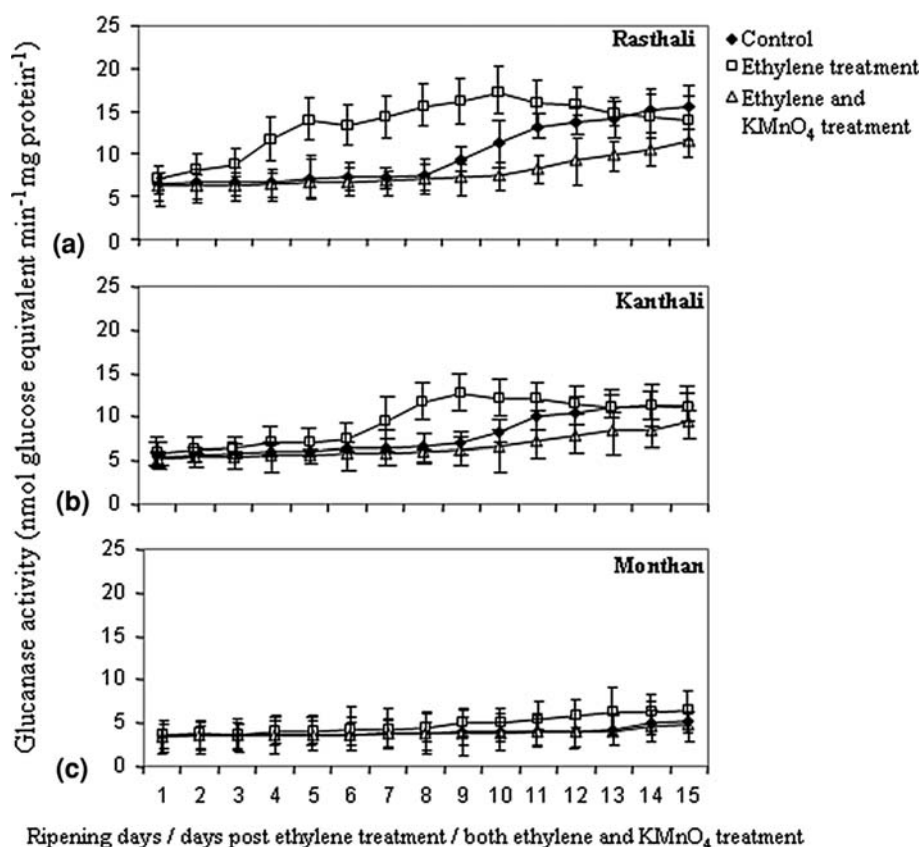 Glucanase activity (nmol glucose equivalent min⁻¹ mg protein⁻¹)
25
20
15
10
5
0
(a)
Rasthali
Control
Ethylene treatment
Ethylene and
KMnO₄ treatment
25
20
15
10
5
0
(b)
Kanthali
25
20
15
10
5
0
(c)
Monthan
1 2 3 4 5 6 7 8 9 10 11 12 13 14 15
Ripening days / days post ethylene treatment / both ethylene and KMnO₄ treatment